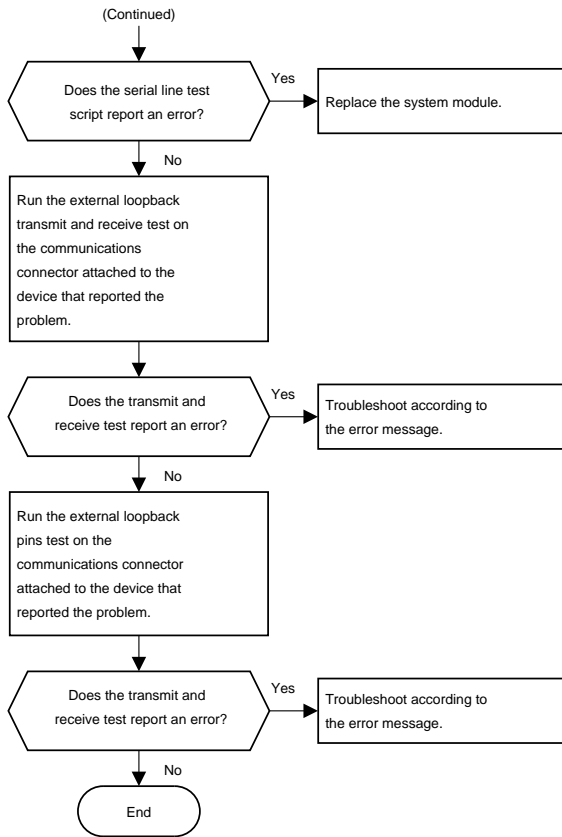 (Continued)
Does the serial line test
script report an error?
Yes
Replace the system module.
No
Run the external loopback
transmit and receive test on
the communications
connector attached to the
device that reported the
problem.
Does the transmit and
receive test report an error?
Yes
Troubleshoot according to
the error message.
No
Run the external loopback
pins test on the
communications connector
attached to the device that
reported the problem.
Does the transmit and
receive test report an error?
Yes
Troubleshoot according to
the error message.
No
End